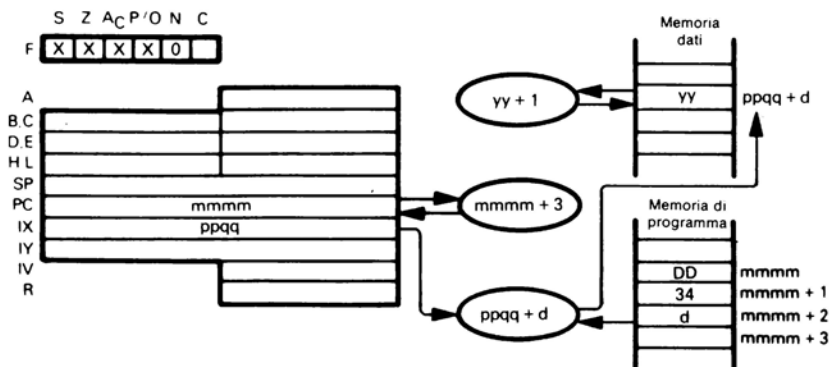 S Z AC P/O N C
F X X X X 0
A
B.C
D.E
H L
SP
PC mmmm
IX ppqq
IY
IV
R
yy + 1
mmmm + 3
ppqq + d
Memoria
dati
yy
ppqq + d
Memoria di
programma
DD mmmm
34 mmmm + 1
d mmmm + 2
mmmm + 3